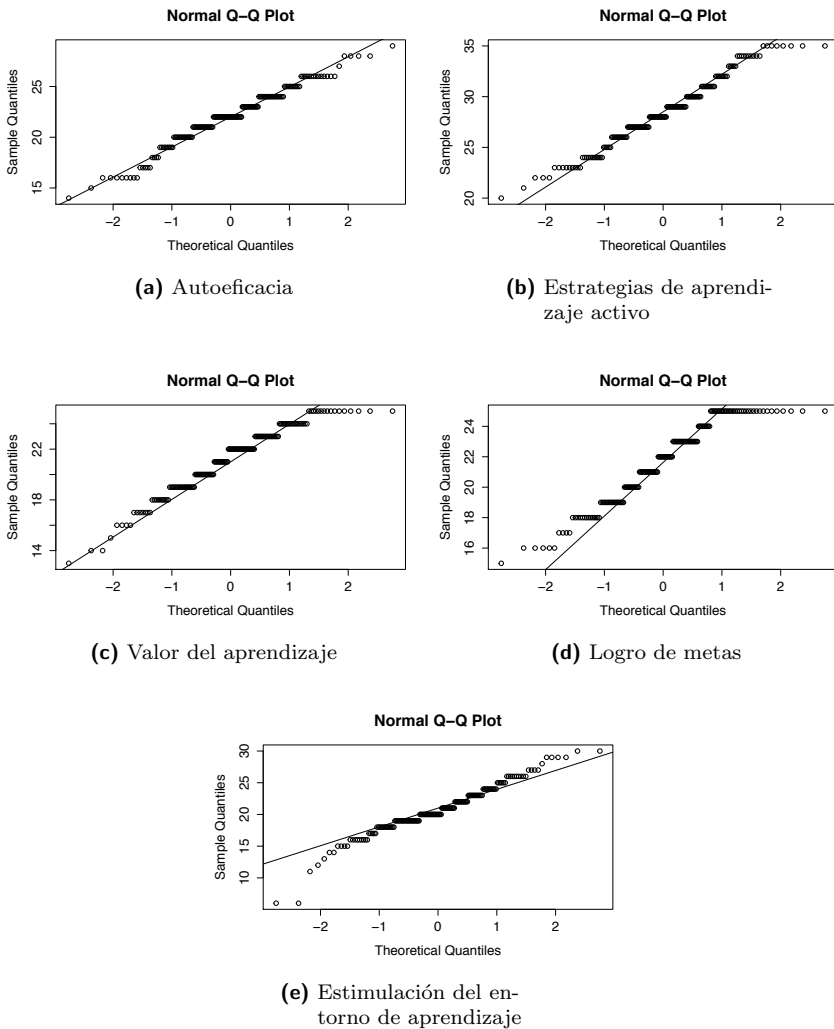 Normal Q−Q Plot
Sample Quantiles
15
20
25
−2
−1
0
1
2
Theoretical Quantiles
(a) Autoeficacia
Normal Q−Q Plot
Sample Quantiles
20
25
30
35
−2
−1
0
1
2
Theoretical Quantiles
(b) Estrategias de aprendi-
zaje activo
Normal Q−Q Plot
Sample Quantiles
14
18
22
−2
−1
0
1
2
Theoretical Quantiles
(c) Valor del aprendizaje
Normal Q−Q Plot
Sample Quantiles
16
18
20
22
24
−2
−1
0
1
2
Theoretical Quantiles
(d) Logro de metas
Normal Q−Q Plot
Sample Quantiles
10
15
20
25
30
−2
−1
0
1
2
Theoretical Quantiles
(e) Estimulación del en-
torno de aprendizaje